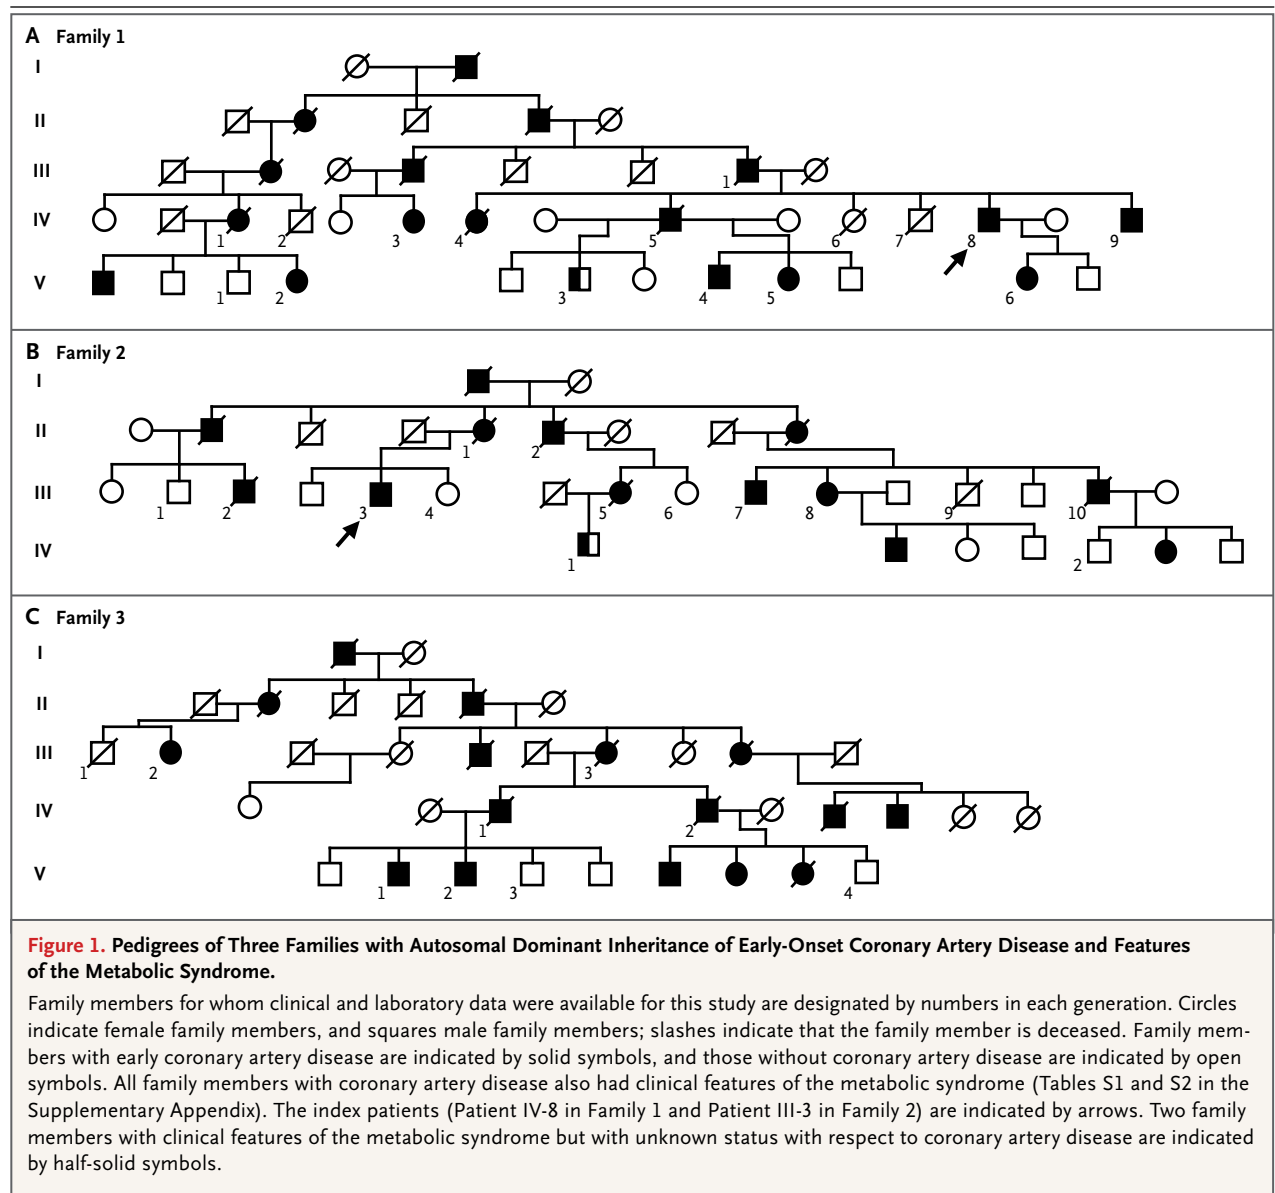 A Family 1
I
II
III
1
IV
1 2 3 4 5 6 7 8 9
V
1 2 3 4 5 6
B Family 2
I
II
1 2
III
1 2 3 4 5 6 7 8 9 10
IV
1 2
C Family 3
I
II
III
1 2 3
IV
1 2
V
1 2 3 4
Figure 1. Pedigrees of Three Families with Autosomal Dominant Inheritance of Early-Onset Coronary Artery Disease and Features
of the Metabolic Syndrome.
Family members for whom clinical and laboratory data were available for this study are designated by numbers in each generation. Circles
indicate female family members, and squares male family members; slashes indicate that the family member is deceased. Family mem-
bers with early coronary artery disease are indicated by solid symbols, and those without coronary artery disease are indicated by open
symbols. All family members with coronary artery disease also had clinical features of the metabolic syndrome (Tables S1 and S2 in the
Supplementary Appendix). The index patients (Patient IV-8 in Family 1 and Patient III-3 in Family 2) are indicated by arrows. Two family
members with clinical features of the metabolic syndrome but with unknown status with respect to coronary artery disease are indicated
by half-solid symbols.